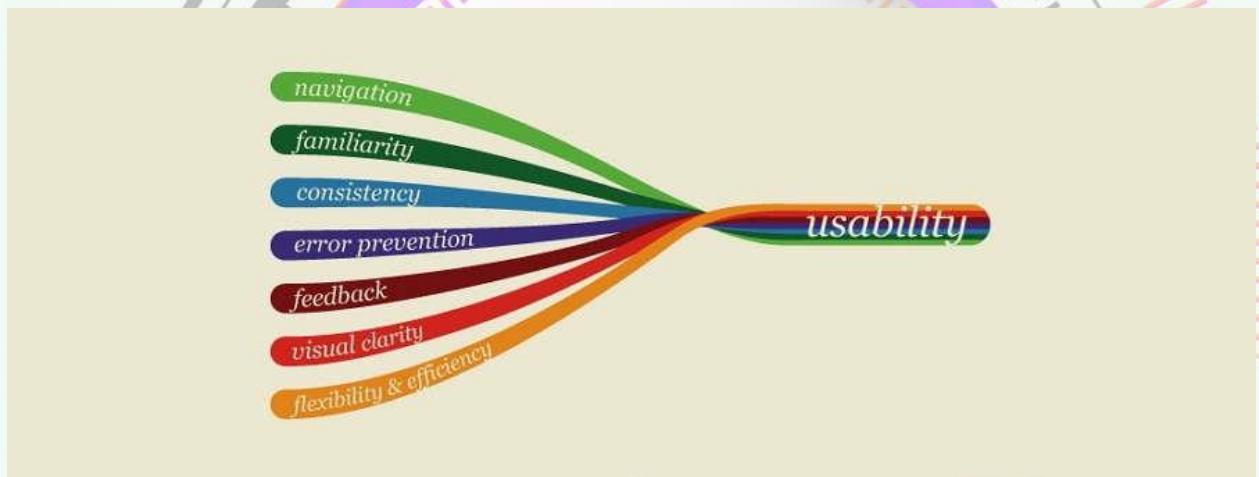 navigation
familiarity
consistency
error prevention
feedback
visual clarity
flexibility & efficiency
usability